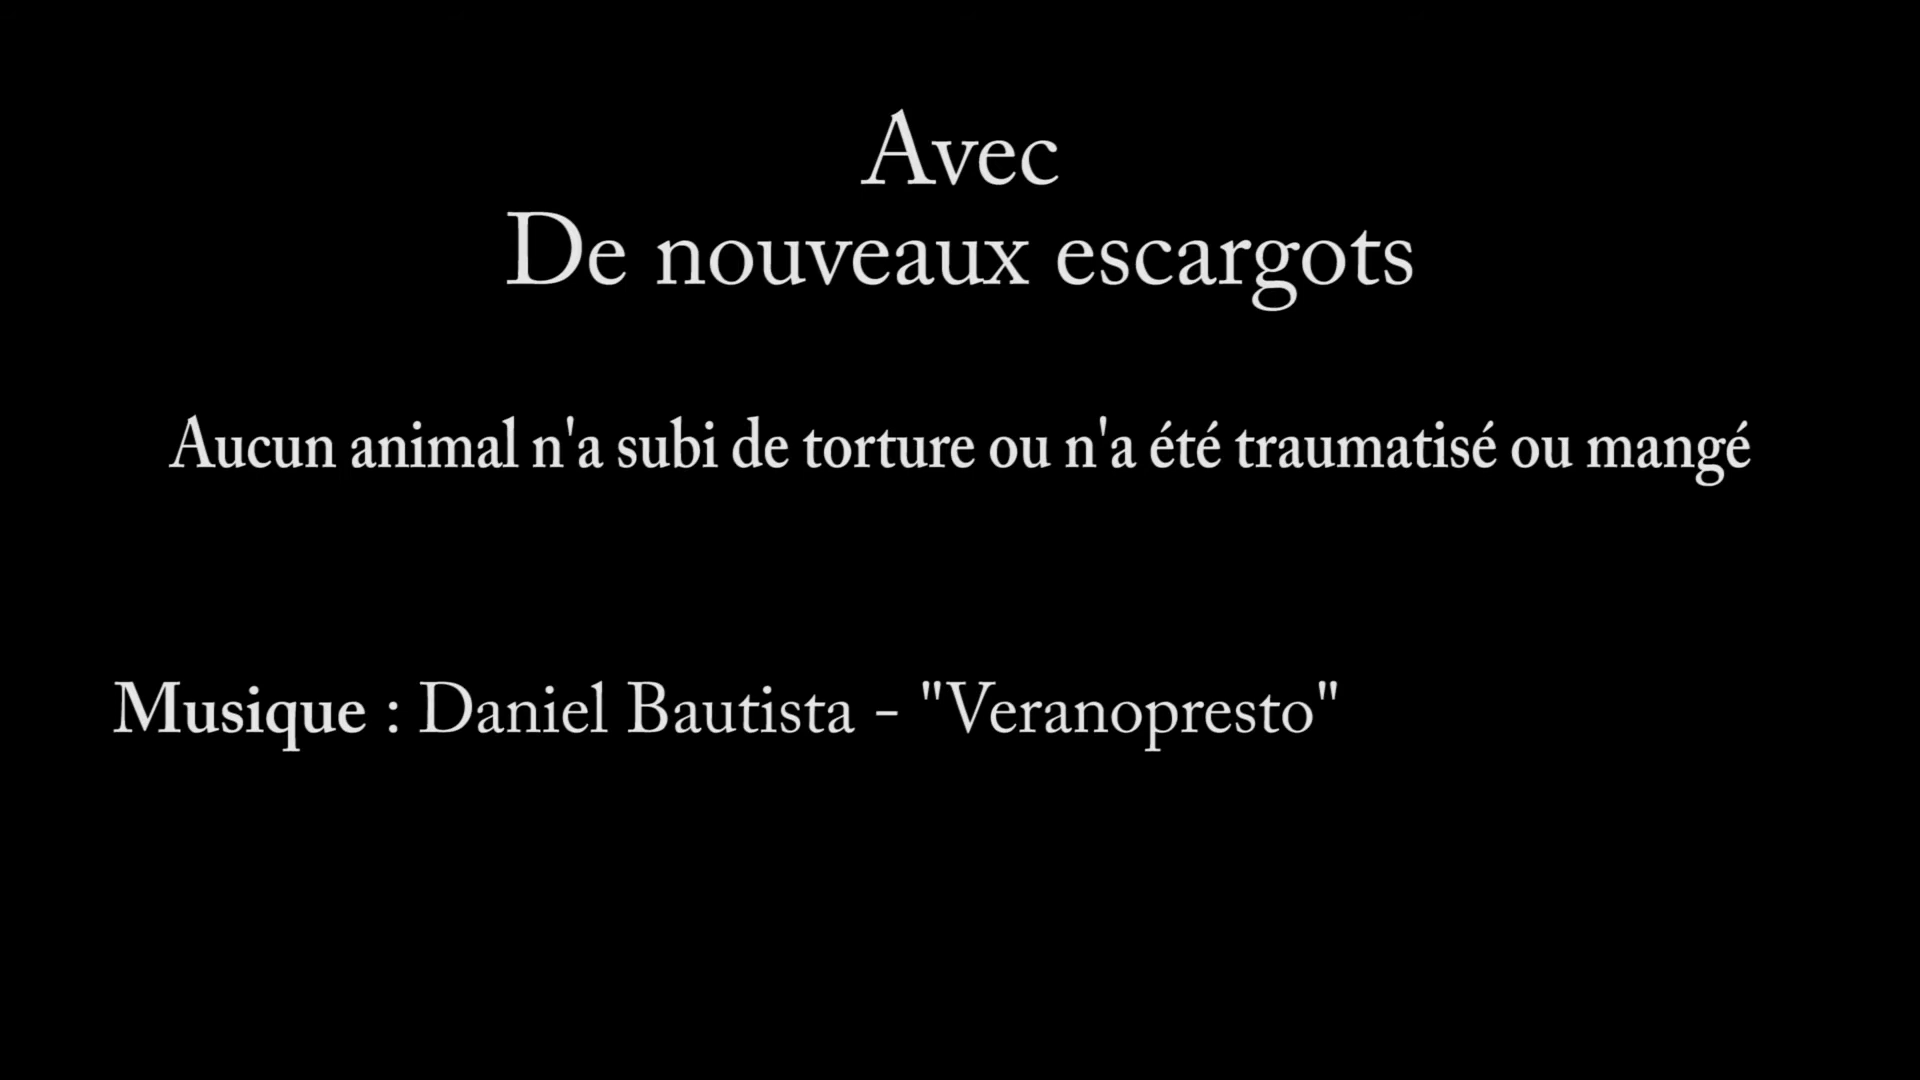 Avec
De nouveaux escargots
Aucun animal n'a subi de torture ou n'a été traumatisé ou mangé
Musique : Daniel Bautista - "Veranopresto"